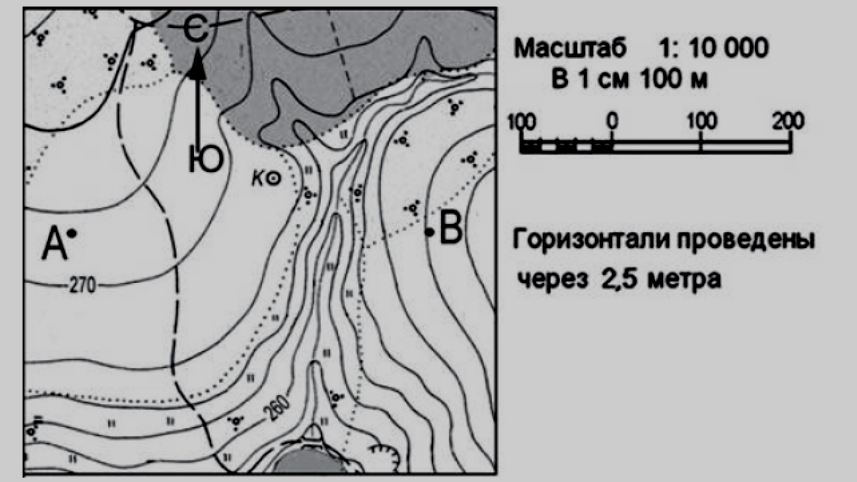 Є
Ю
К
А
В
270
260
Масштаб 1: 10 000
В 1 см 100 м
100 0 100 200
Горизонтали проведены
через 2,5 метра